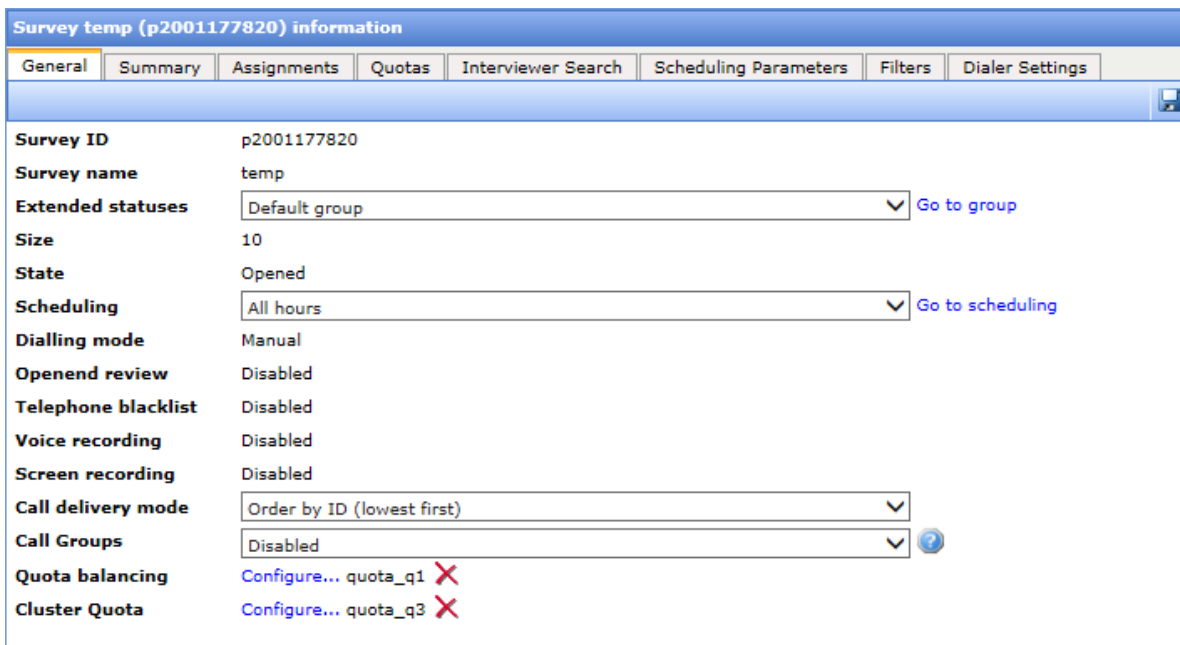 Survey temp (p2001177820) information
General Summary Assignments Quotas Interviewer Search Scheduling Parameters Filters Dialer Settings
Survey ID p2001177820
Survey name temp
Extended statuses Default group Go to group
Size 10
State Opened
Scheduling All hours Go to scheduling
Dialling mode Manual
Openend review Disabled
Telephone blacklist Disabled
Voice recording Disabled
Screen recording Disabled
Call delivery mode Order by ID (lowest first)
Call Groups Disabled ?
Quota balancing Configure... quota_q1
Cluster Quota Configure... quota_q3